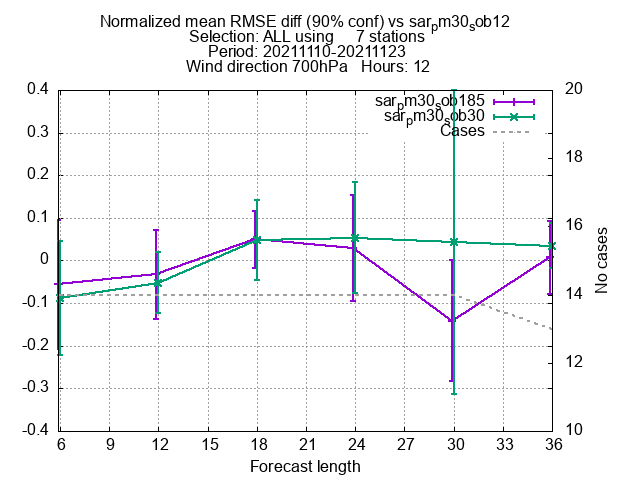 Normalized mean RMSE diff (90% conf) vs sarpm30sob12
Selection: ALL using 7 stations
Period: 20211110-20211123
Wind direction 700hPa Hours: 12
sarpm30sob185
sarpm30sob30
Cases
0.4
0.3
0.2
0.1
0
-0.1
-0.2
-0.3
-0.4
20
18
16
14
12
10
No cases
6 9 12 15 18 21 24 27 30 33 36
Forecast length